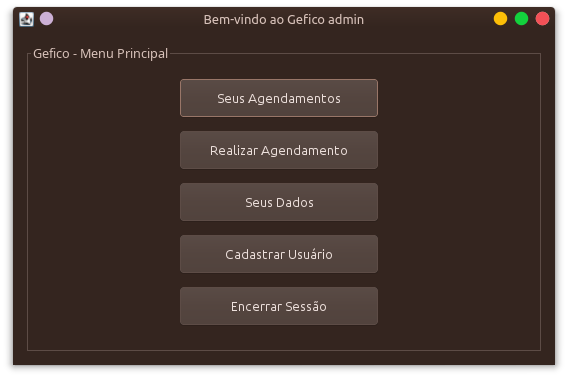 Bem-vindo ao Gefico admin
Gefico - Menu Principal
Seus Agendamentos
Realizar Agendamento
Seus Dados
Cadastrar Usuário
Encerrar Sessão